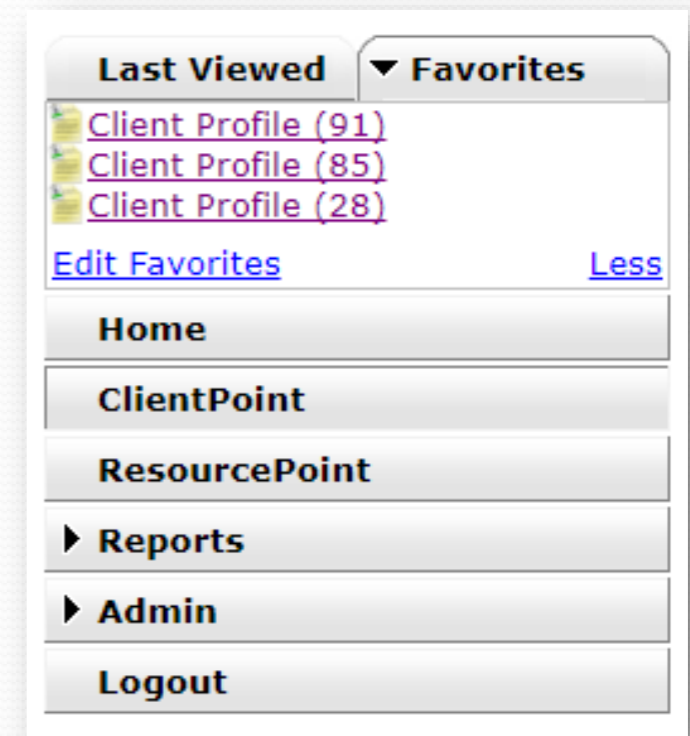 Last Viewed Favorites
Client Profile (91)
Client Profile (85)
Client Profile (28)
Edit Favorites Less
Home
ClientPoint
ResourcePoint
Reports
Admin
Logout